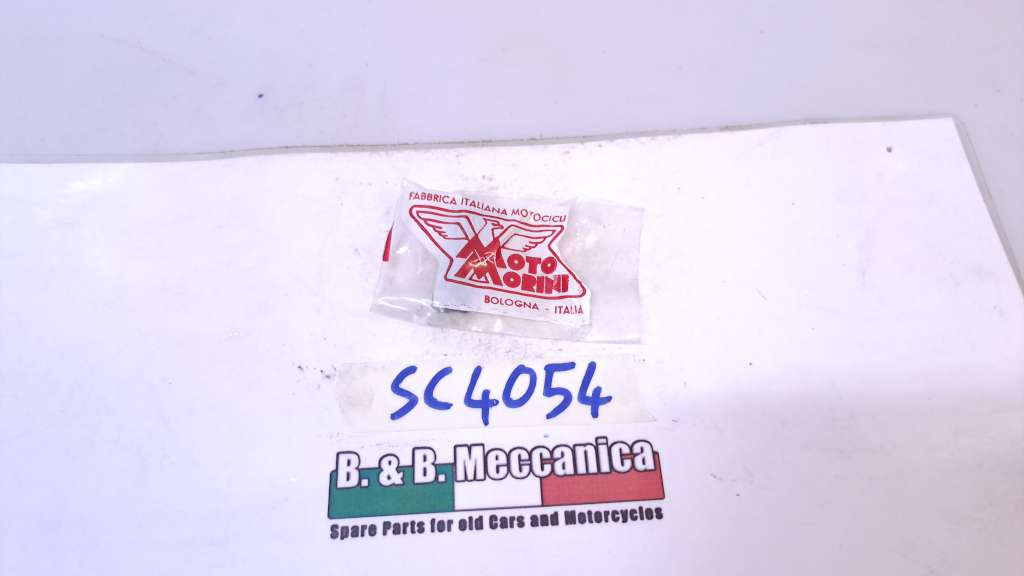 FABBRICA ITALIANA MOTOCICLI
MOTO
MORINI
BOLOGNA - ITALIA
SC4054
B. & B. Meccanica
Spare Parts for old Cars and Motorcycles